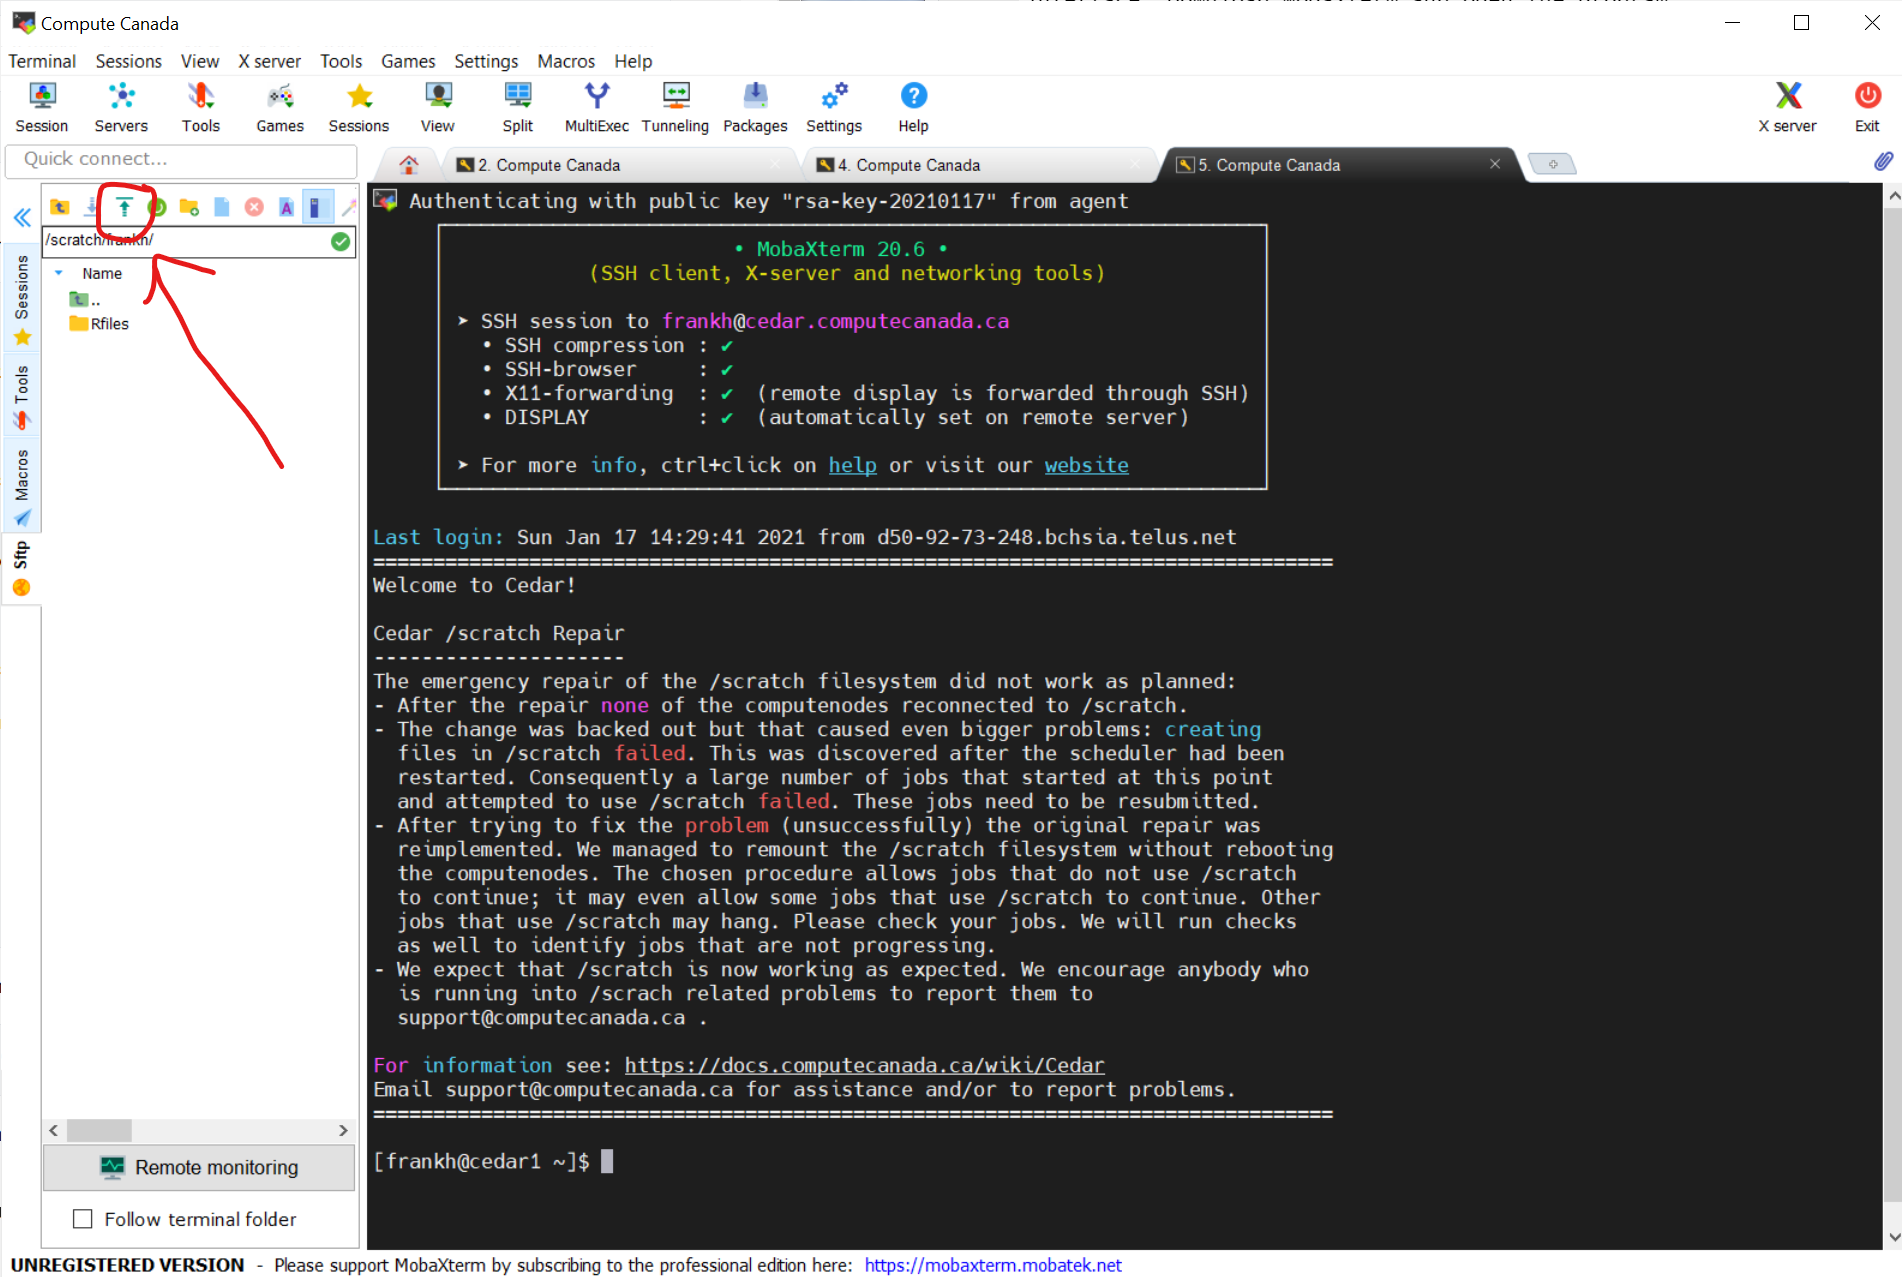 Compute Canada
Terminal Sessions View X server Tools Games Settings Macros Help
Session Servers Tools Games Sessions View Split MultiExec Tunneling Packages Settings Help X server Exit
Quick connect...
2. Compute Canada
4. Compute Canada
5. Compute Canada
/scratch/frankh/
Name
..
Rfiles
Sessions
Tools
Macros
Sftp
Remote monitoring
Follow terminal folder
Authenticating with public key "rsa-key-20210117" from agent
• MobaXterm 20.6 •
(SSH client, X-server and networking tools)
➤ SSH session to frankh@cedar.computecanada.ca
• SSH compression : ✔
• SSH-browser     : ✔
• X11-forwarding  : ✔  (remote display is forwarded through SSH)
• DISPLAY         : ✔  (automatically set on remote server)
➤ For more info, ctrl+click on help or visit our website
Last login: Sun Jan 17 14:29:41 2021 from d50-92-73-248.bchsia.telus.net
================================================================================
Welcome to Cedar!
Cedar /scratch Repair
---------------------
The emergency repair of the /scratch filesystem did not work as planned:
- After the repair none of the computenodes reconnected to /scratch.
- The change was backed out but that caused even bigger problems: creating
files in /scratch failed. This was discovered after the scheduler had been
restarted. Consequently a large number of jobs that started at this point
and attempted to use /scratch failed. These jobs need to be resubmitted.
- After trying to fix the problem (unsuccessfully) the original repair was
reimplemented. We managed to remount the /scratch filesystem without rebooting
the computenodes. The chosen procedure allows jobs that do not use /scratch
to continue; it may even allow some jobs that use /scratch to continue. Other
jobs that use /scratch may hang. Please check your jobs. We will run checks
as well to identify jobs that are not progressing.
- We expect that /scratch is now working as expected. We encourage anybody who
is running into /scrach related problems to report them to
support@computecanada.ca .
For information see: https://docs.computecanada.ca/wiki/Cedar
Email support@computecanada.ca for assistance and/or to report problems.
================================================================================
[frankh@cedar1 ~]$
UNREGISTERED VERSION - Please support MobaXterm by subscribing to the professional edition here: https://mobaxterm.mobatek.net